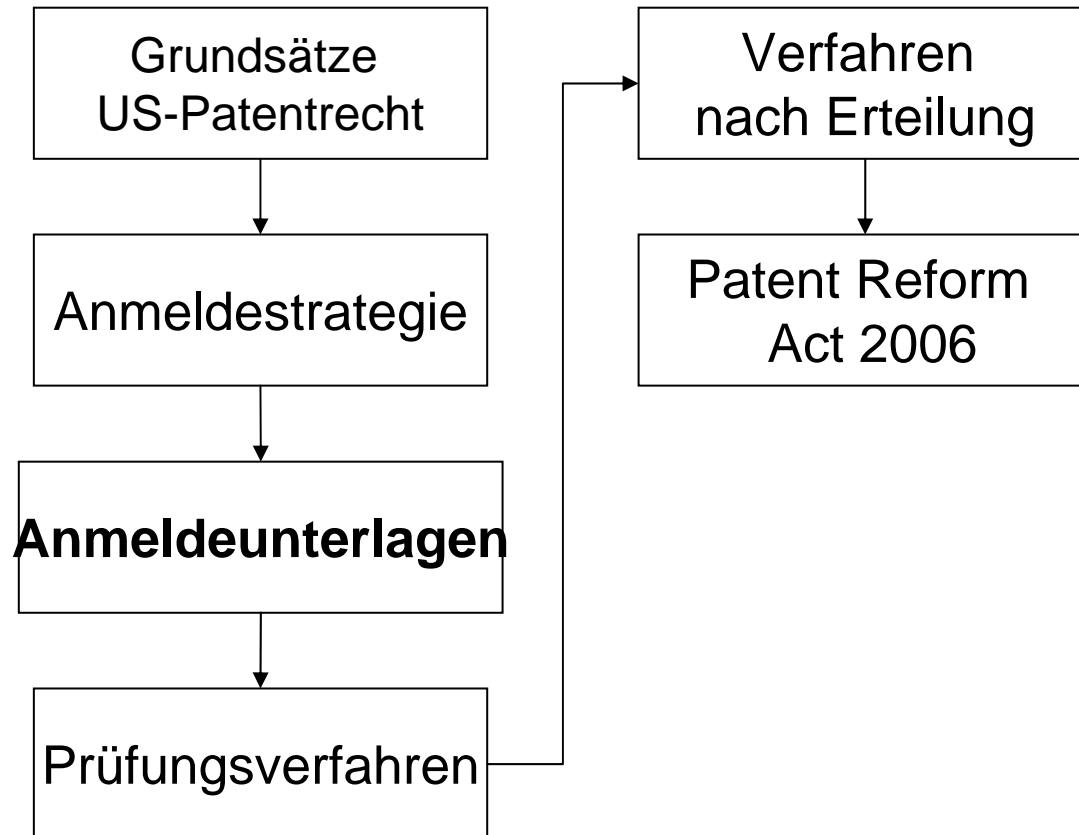 Grundsätze
US-Patentrecht
Anmeldestrategie
Anmeldeunterlagen
Prüfungsverfahren
Verfahren
nach Erteilung
Patent Reform
Act 2006